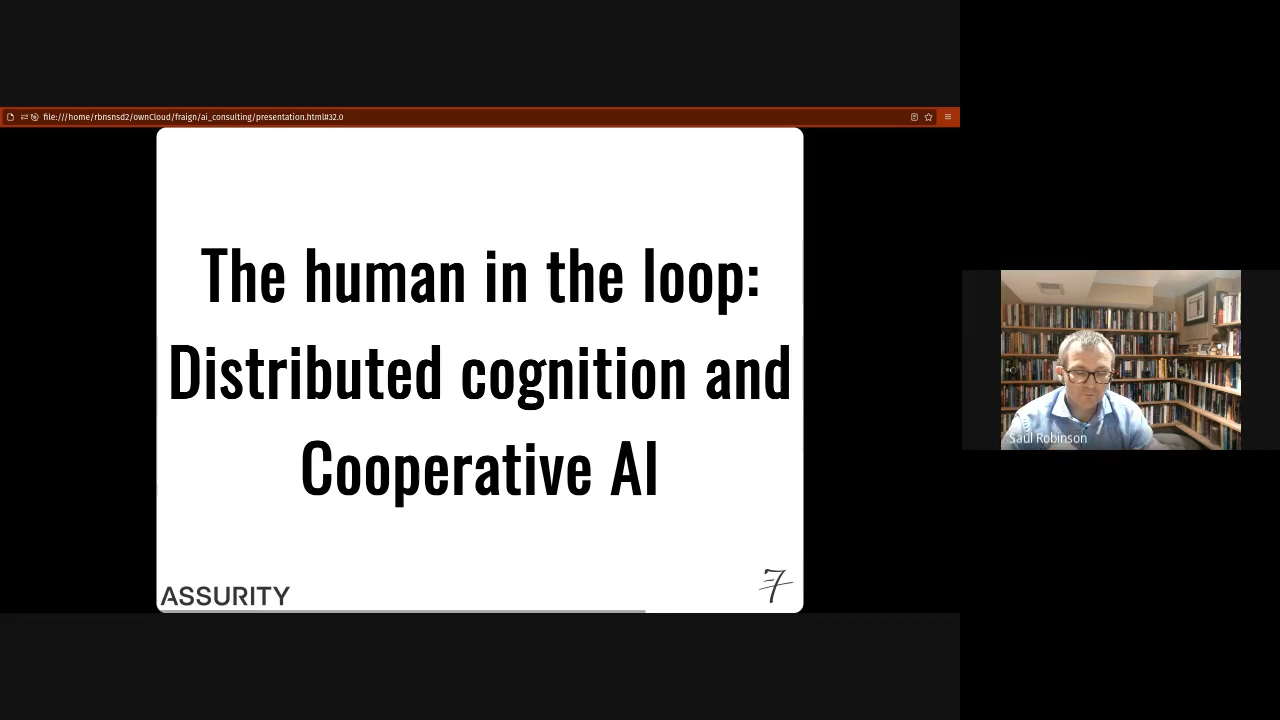 file:///home/rbnsnsd2/ownCloud/fraign/ai_consulting/presentation.html#32.0
The human in the loop:
Distributed cognition and
Cooperative AI
ASSURITY
Saul Robinson